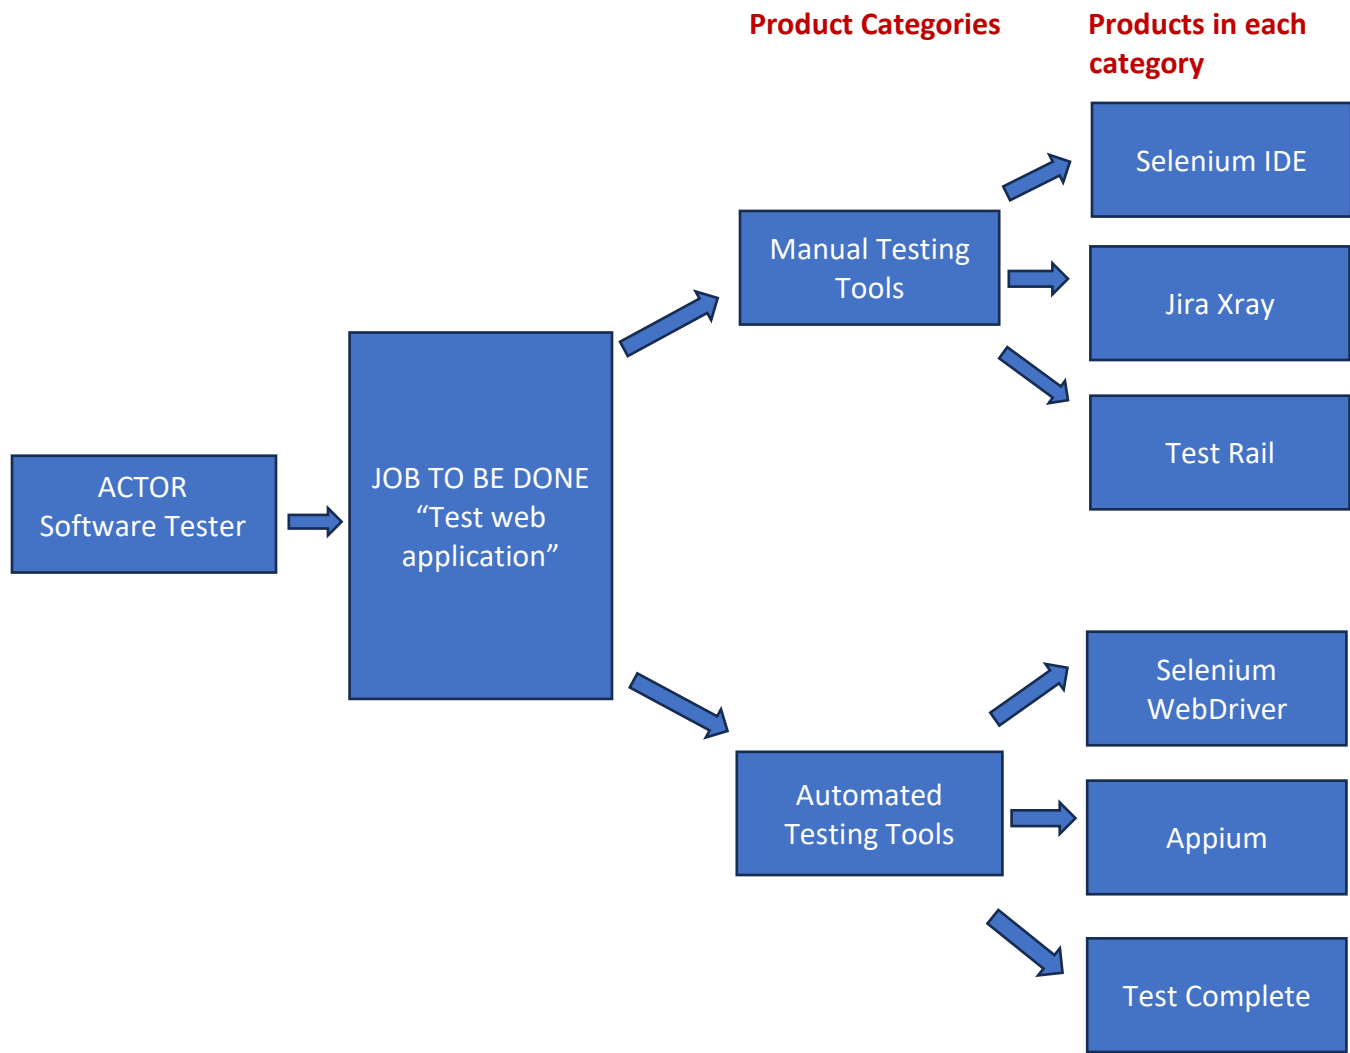 Product Categories
Products in each
category
Selenium IDE
Manual Testing
Tools
Jira Xray
Test Rail
ACTOR
Software Tester
JOB TO BE DONE
“Test web
application”
Selenium
WebDriver
Automated
Testing Tools
Appium
Test Complete